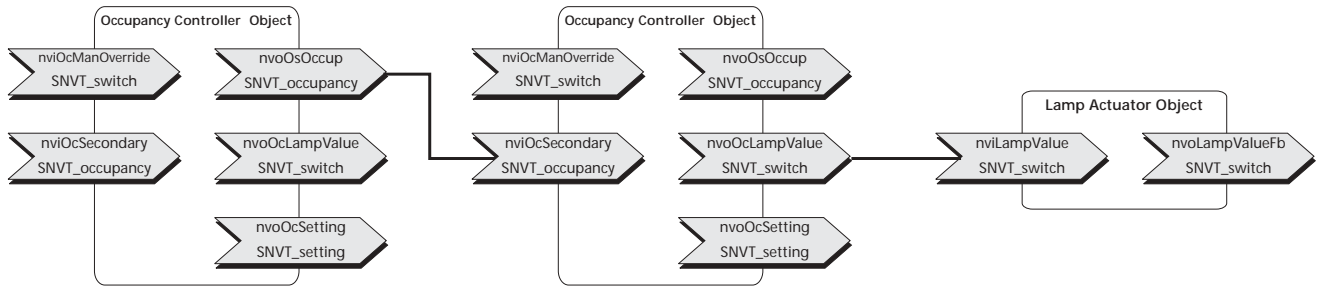 Occupancy Controller Object
nviOcManOverride
SNVT_switch
nvoOsOccup
SNVT_occupancy
nviOcSecondary
SNVT_occupancy
nvoOcLampValue
SNVT_switch
nvoOcSetting
SNVT_setting
Occupancy Controller Object
nviOcManOverride
SNVT_switch
nvoOsOccup
SNVT_occupancy
nviOcSecondary
SNVT_occupancy
nvoOcLampValue
SNVT_switch
nvoOcSetting
SNVT_setting
Lamp Actuator Object
nviLampValue
SNVT_switch
nvoLampValueFb
SNVT_switch